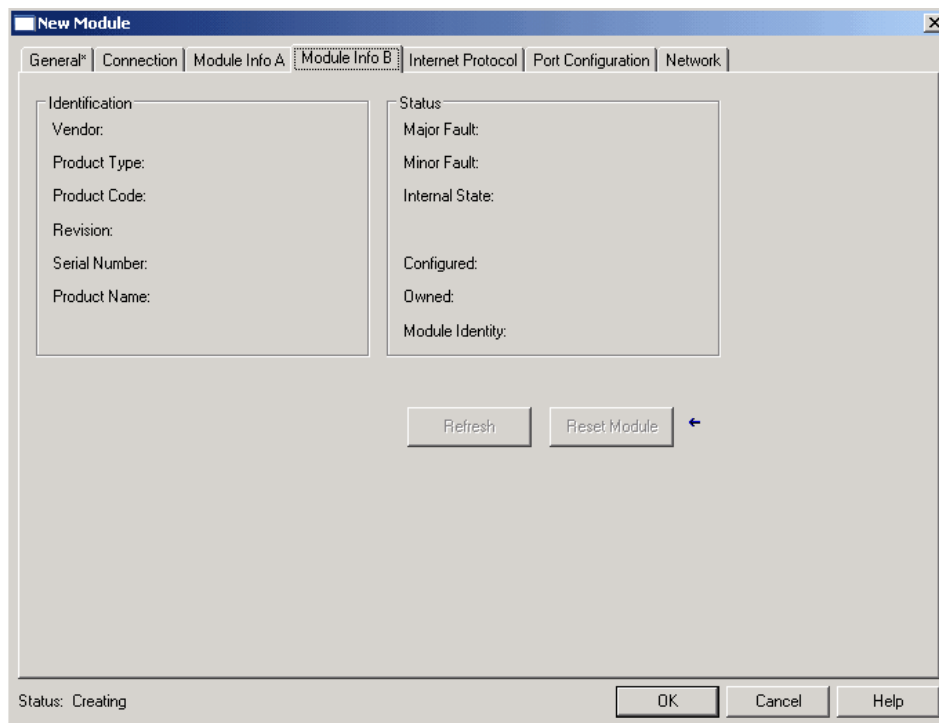 New Module
General* Connection Module Info A Module Info B Internet Protocol Port Configuration Network
Identification
Vendor:
Product Type:
Product Code:
Revision:
Serial Number:
Product Name:
Status
Major Fault:
Minor Fault:
Internal State:
Configured:
Owned:
Module Identity:
Refresh Reset Module
Status: Creating OK Cancel Help